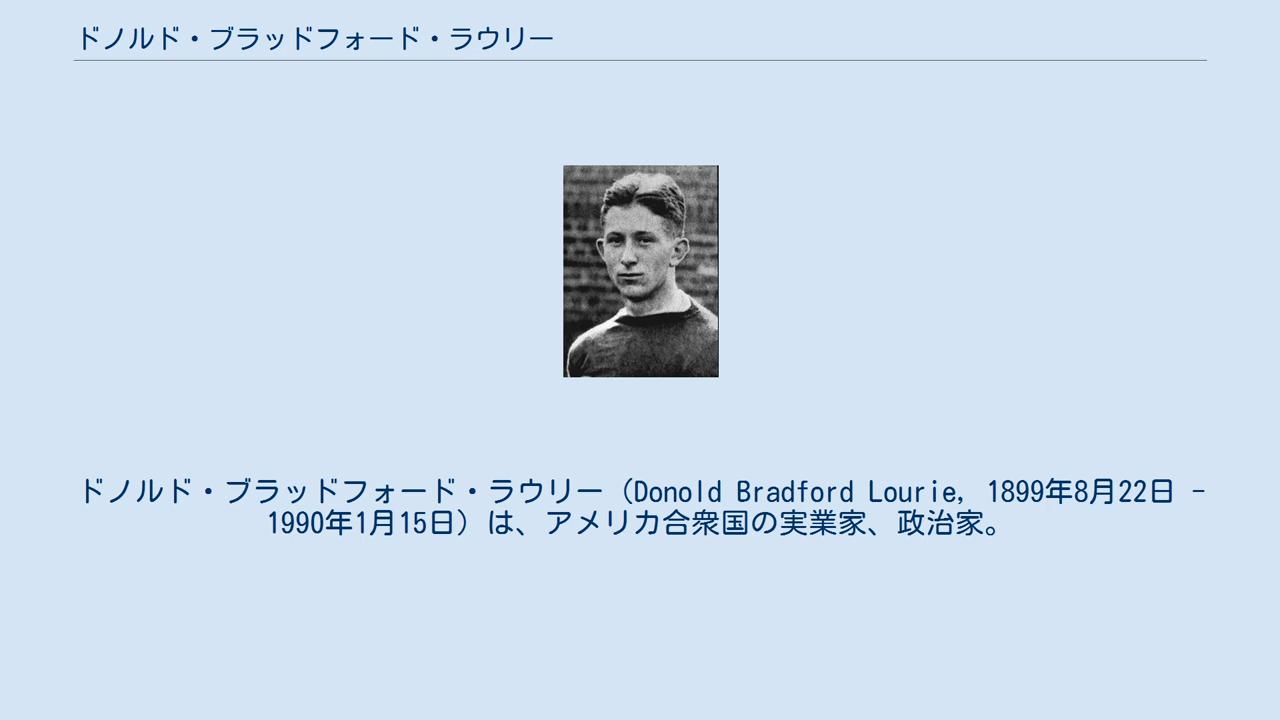 ドノルド・ブラッドフォード・ラウリー
ドノルド・ブラッドフォード・ラウリー（Donold Bradford Lourie, 1899年8月22日 -
1990年1月15日）は、アメリカ合衆国の実業家、政治家。